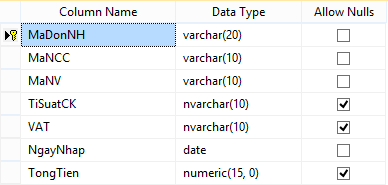 Column Name Data Type Allow Nulls
MaDonNH varchar(20)
MaNCC varchar(10)
MaNV varchar(10)
TiSuatCK nvarchar(10)
VAT nvarchar(10)
NgayNhap date
TongTien numeric(15, 0)